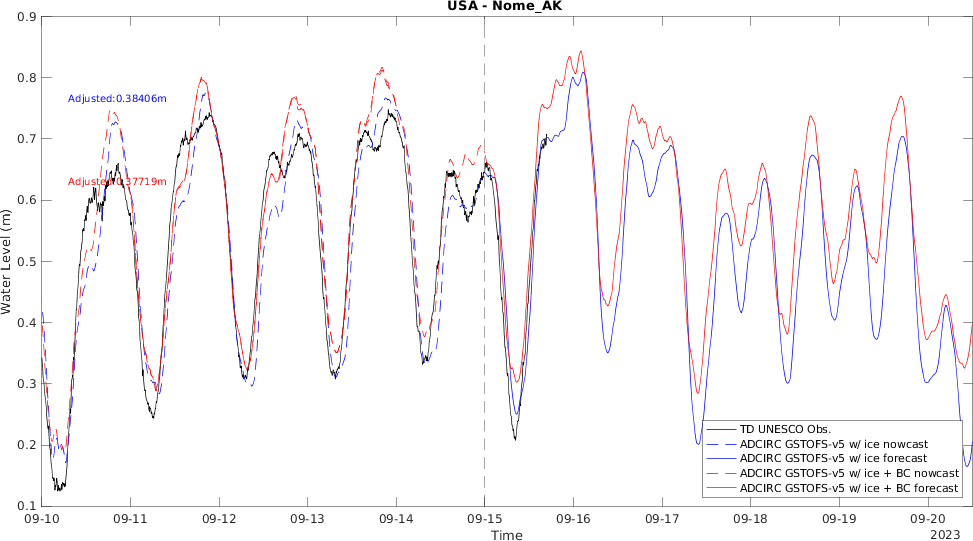 USA - Nome_AK
0.9
0.8
0.7
0.6
0.5
0.4
0.3
0.2
0.1
Water Level (m)
Adjusted:0.38406m
Adjusted:0.37719m
TD UNESCO Obs.
ADCIRC GSTOFS-v5 w/ ice nowcast
ADCIRC GSTOFS-v5 w/ ice forecast
ADCIRC GSTOFS-v5 w/ ice + BC nowcast
ADCIRC GSTOFS-v5 w/ ice + BC forecast
09-10 09-11 09-12 09-13 09-14 09-15 09-16 09-17 09-18 09-19 09-20
Time
2023